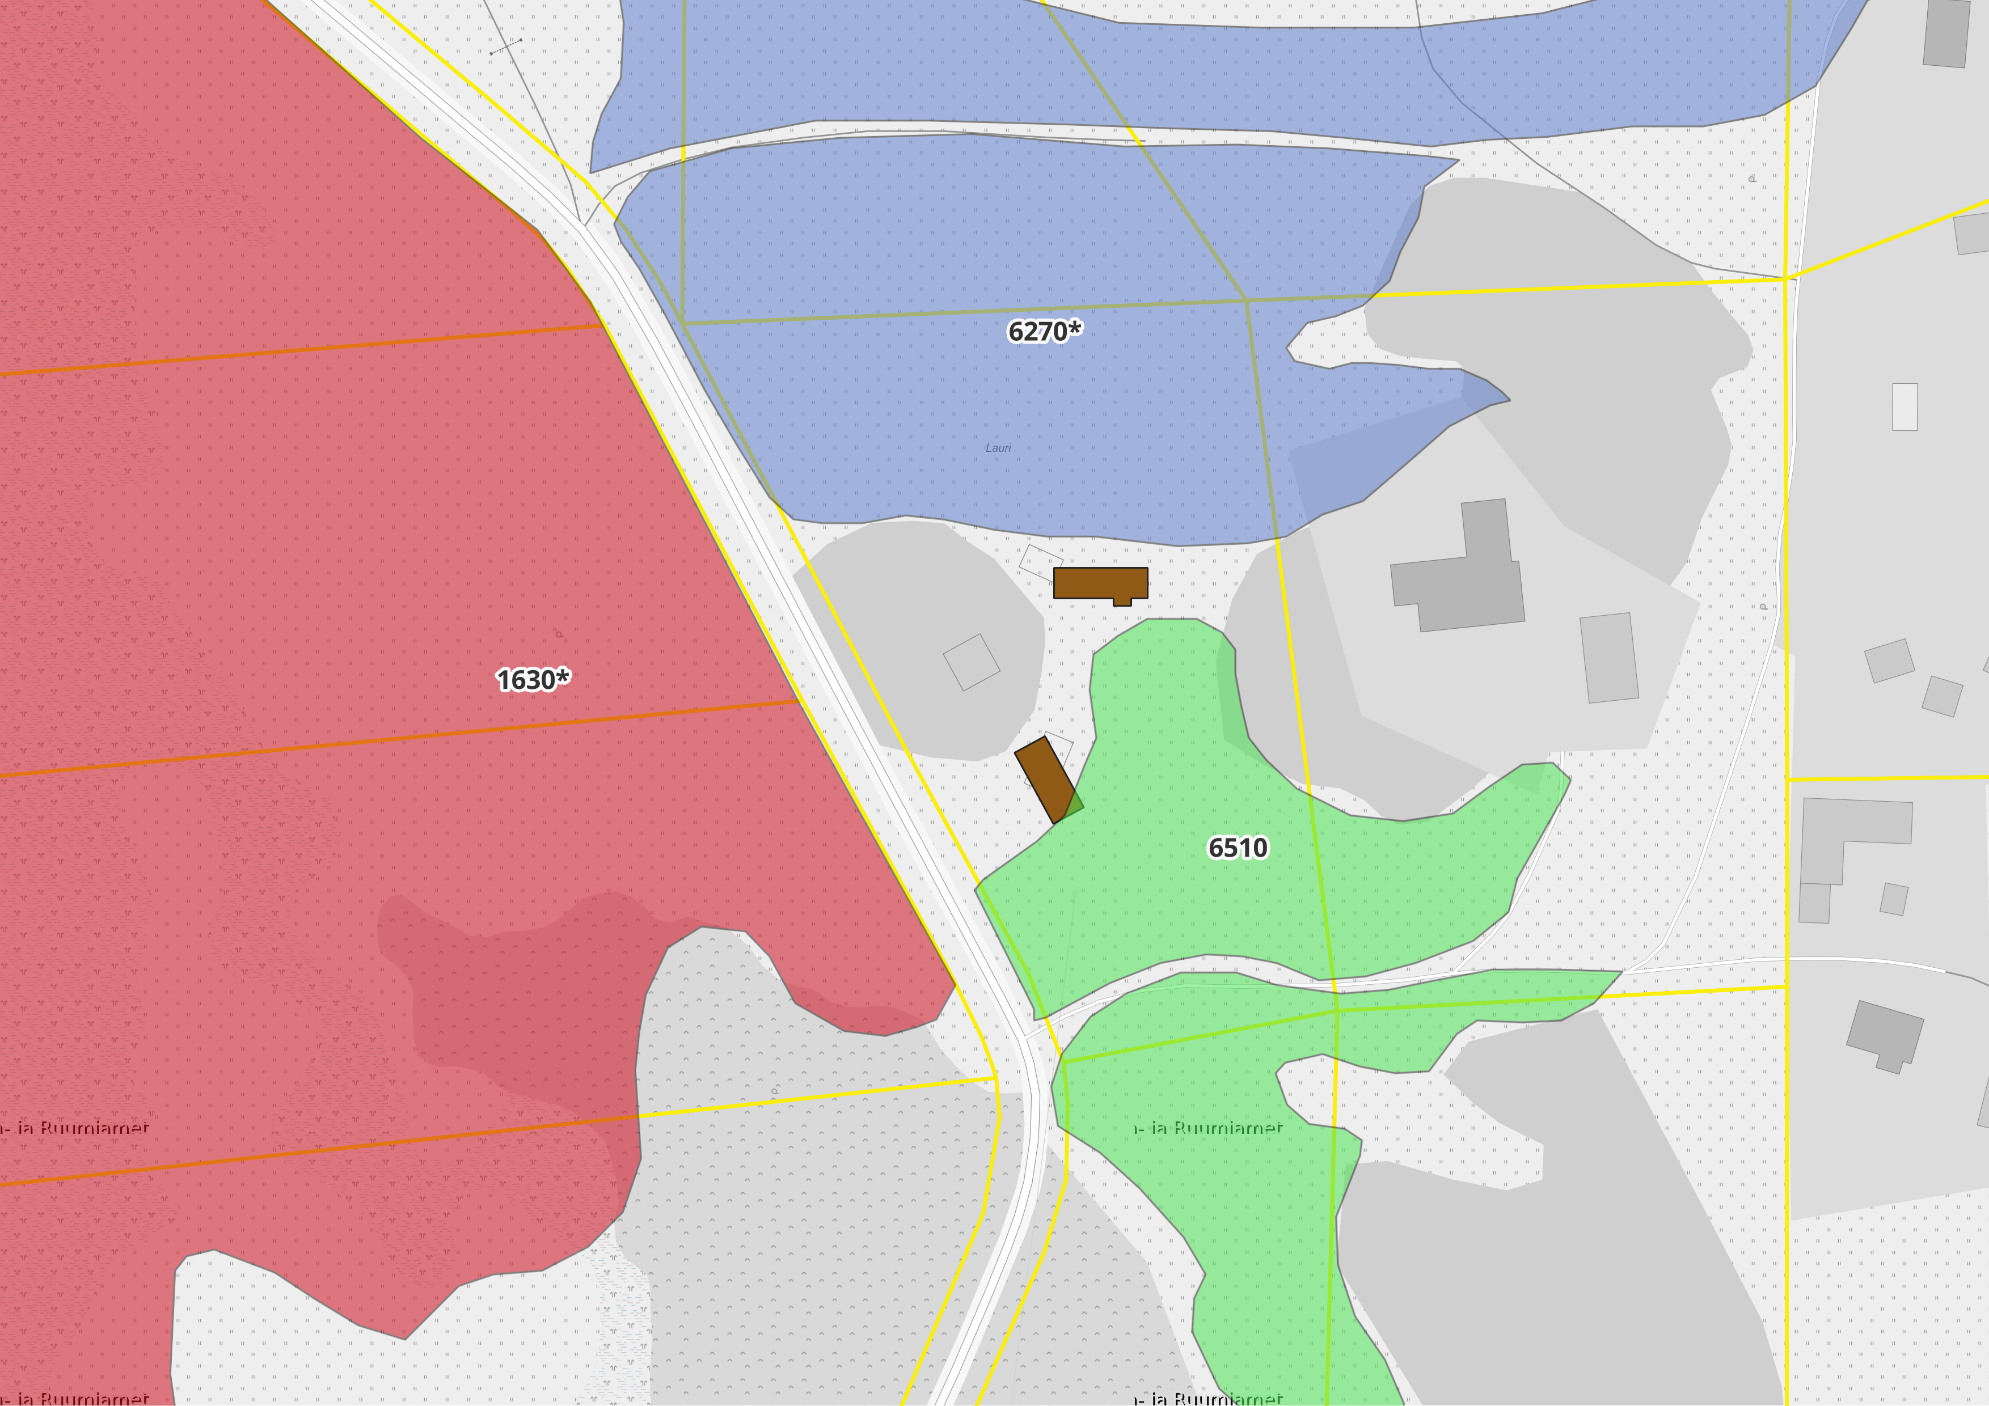 6270*
Lauri
1630*
6510
- ja Ruumiamet
- ja Ruumiamet
- ja Ruumiamet
- ja Ruumiamet